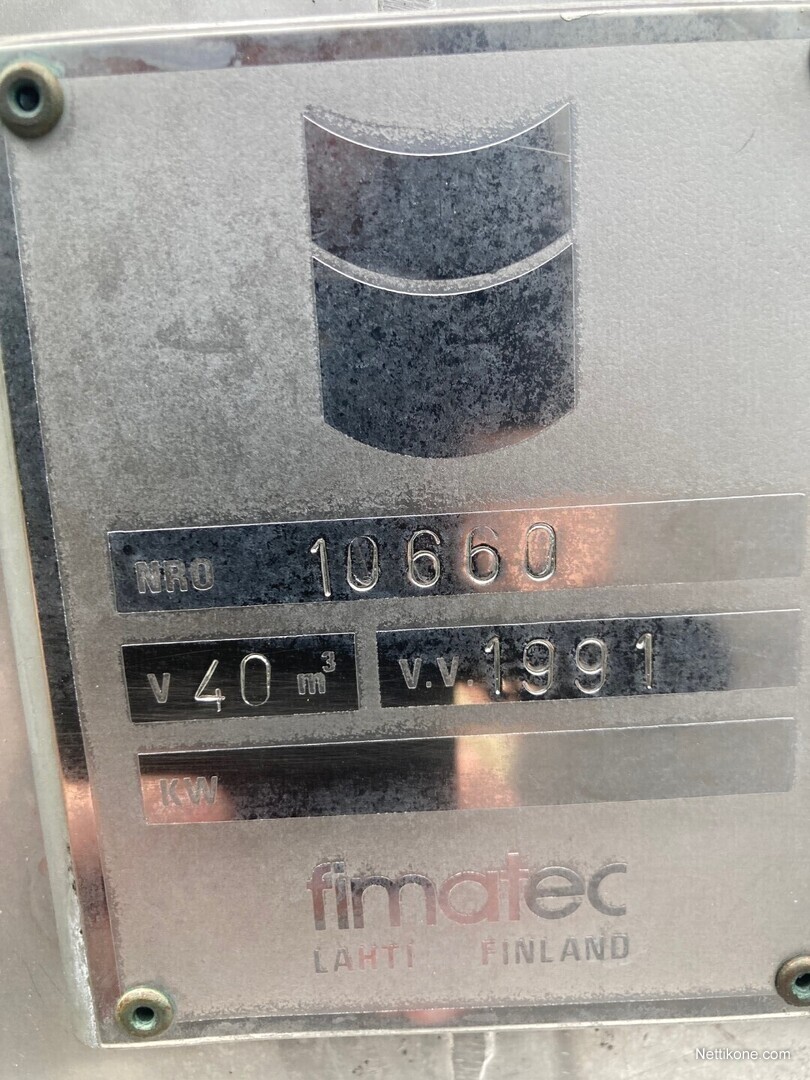 NRO 10660
V 40 m³ V.V. 1991
KW
fimatec
LAHTI FINLAND
Nettikone.com